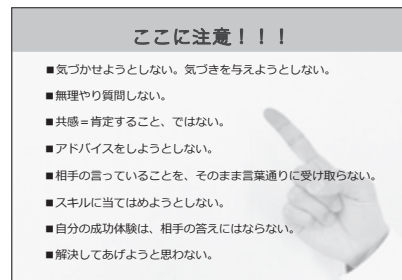 ここに注意！！！
■気づかせようとしない。気づきを与えようとしない。
■無理やり質問しない。
■共感＝肯定すること、ではない。
■アドバイスをしようとしない。
■相手の言っていることを、そのまま言葉通りに受け取らない。
■スキルに当てはめようとしない。
■自分の成功体験は、相手の答えにはならない。
■解決してあげようと思わない。